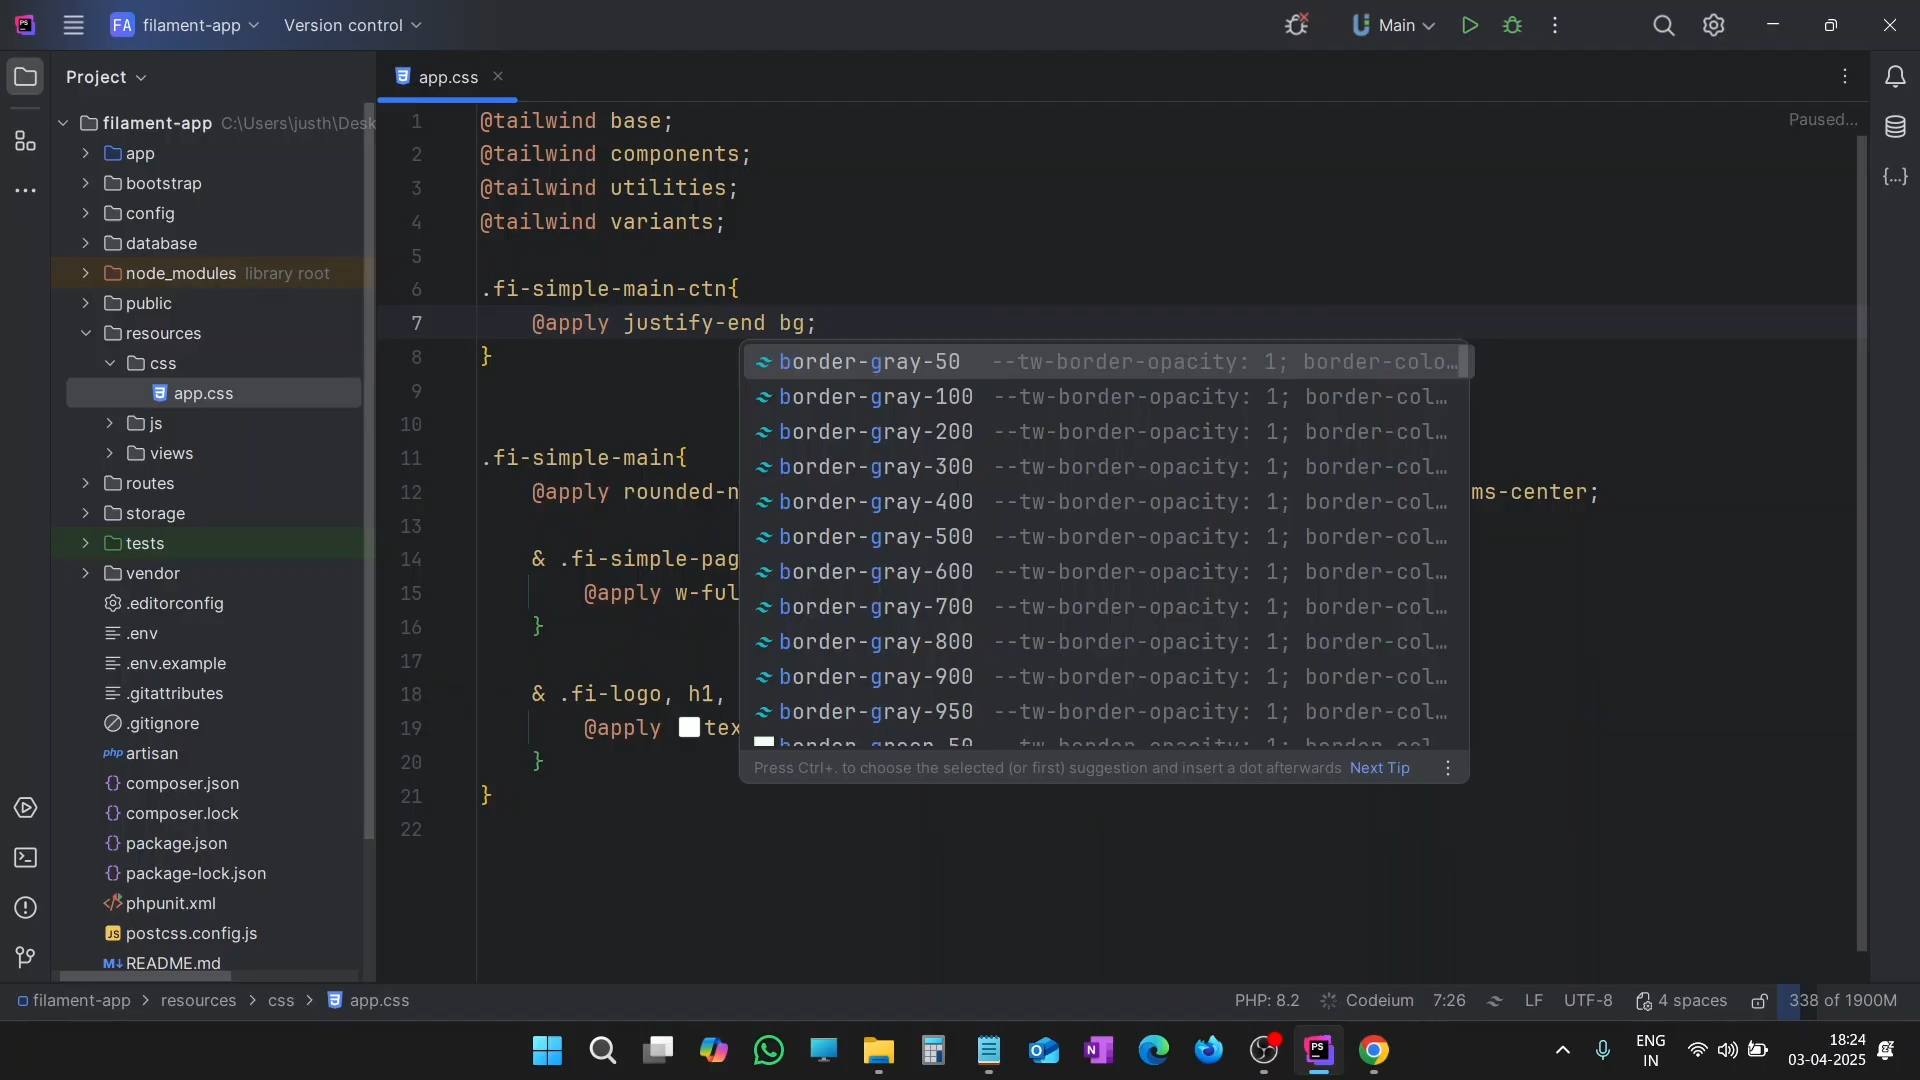 FA filament-app
Version control
Main
Project
app.css
filament-app C:\Users\justh\Desk
app
bootstrap
config
database
node_modules library root
public
resources
css
app.css
js
views
routes
storage
tests
vendor
.editorconfig
.env
.env.example
.gitattributes
.gitignore
php artisan
composer.json
composer.lock
package.json
package-lock.json
phpunit.xml
JS postcss.config.js
M↓ README.md
Paused...
1 @tailwind base;
2 @tailwind components;
3 @tailwind utilities;
4 @tailwind variants;
5
6 .fi-simple-main-ctn{
7 @apply justify-end bg;
8 }
9
10
11 .fi-simple-main{
12 @apply rounded-n ms-center;
13
14 & .fi-simple-pag
15 @apply w-ful
16 }
17
18 & .fi-logo, h1,
19 @apply tex
20 }
21 }
22
border-gray-50 --tw-border-opacity: 1; border-colo…
border-gray-100 --tw-border-opacity: 1; border-col…
border-gray-200 --tw-border-opacity: 1; border-col…
border-gray-300 --tw-border-opacity: 1; border-col…
border-gray-400 --tw-border-opacity: 1; border-col…
border-gray-500 --tw-border-opacity: 1; border-col…
border-gray-600 --tw-border-opacity: 1; border-col…
border-gray-700 --tw-border-opacity: 1; border-col…
border-gray-800 --tw-border-opacity: 1; border-col…
border-gray-900 --tw-border-opacity: 1; border-col…
border-gray-950 --tw-border-opacity: 1; border-col…
border-green-50 --tw-border-opacity: 1; border-col…
Press Ctrl+. to choose the selected (or first) suggestion and insert a dot afterwards Next Tip
filament-app > resources > css > app.css
PHP: 8.2 Codeium 7:26 LF UTF-8 4 spaces 338 of 1900M
ENG
IN
18:24
03-04-2025